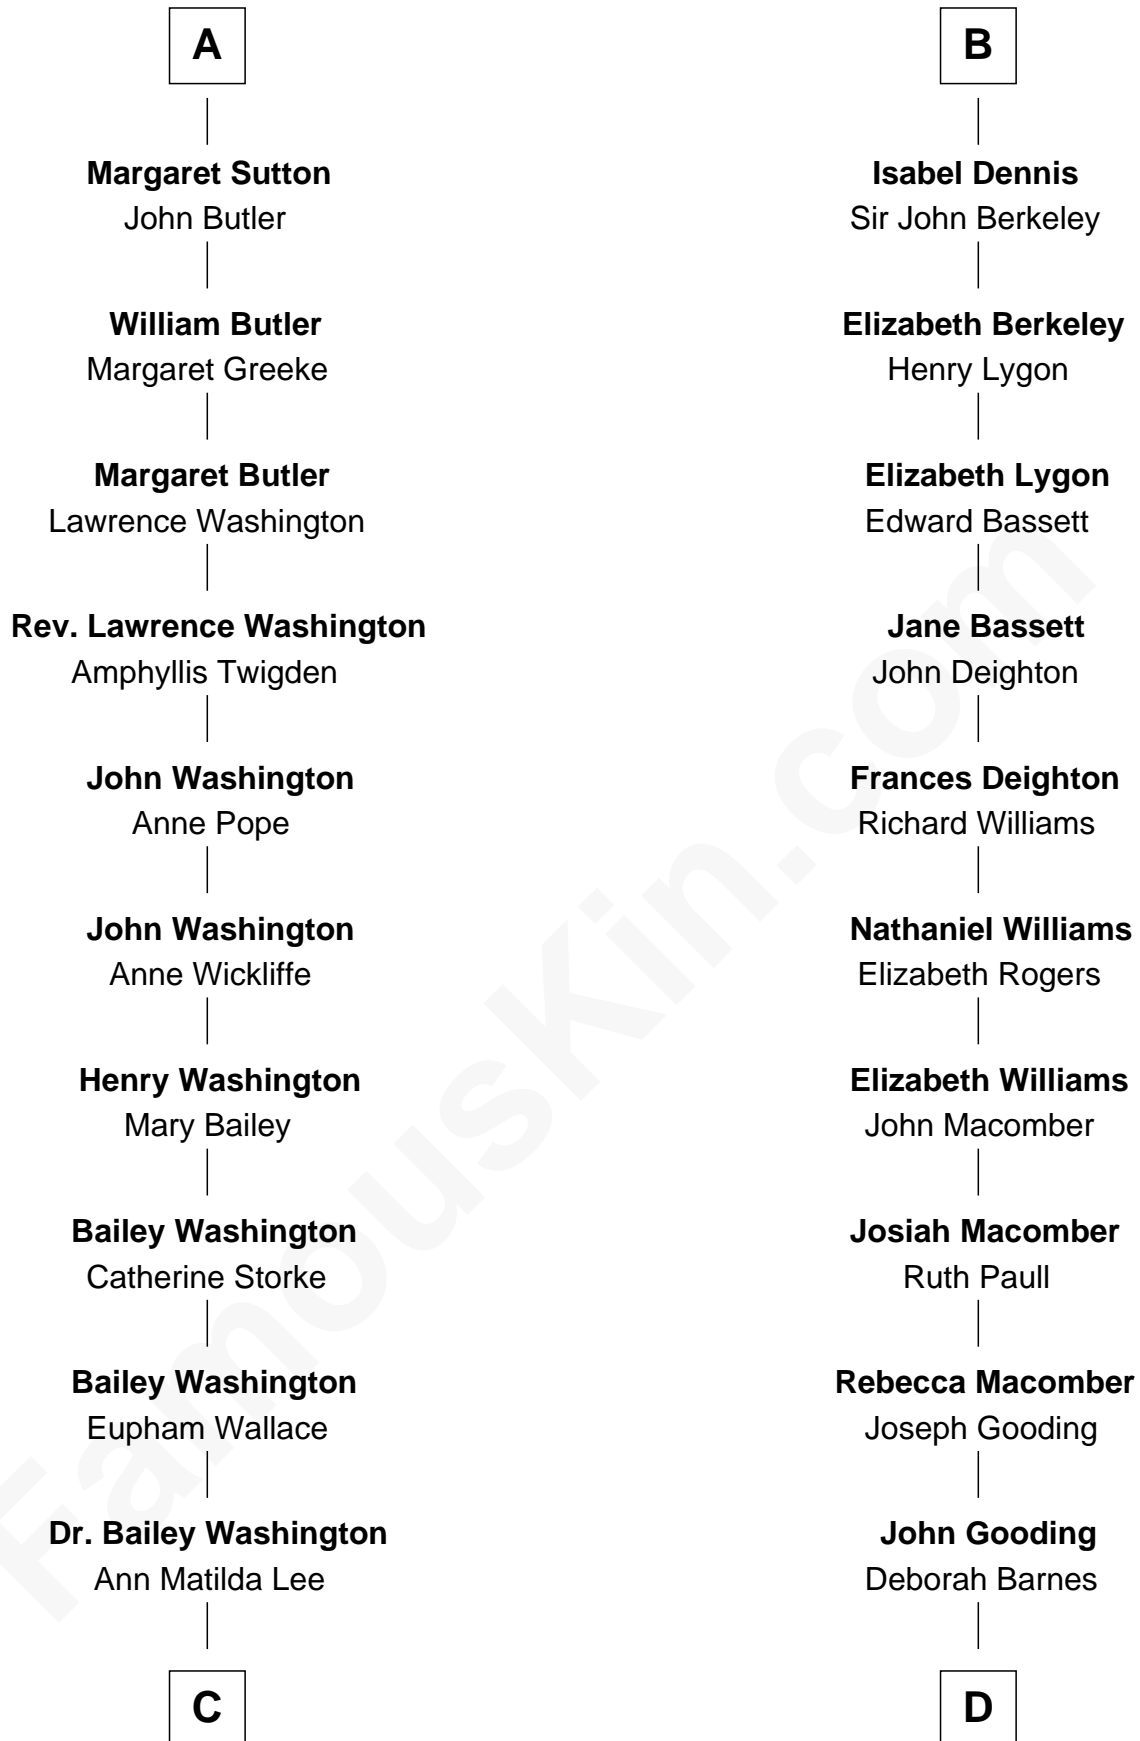 A
Margaret Sutton
John Butler
William Butler
Margaret Greeke
Margaret Butler
Lawrence Washington
Rev. Lawrence Washington
Amphyllis Twigden
John Washington
Anne Pope
John Washington
Anne Wickliffe
Henry Washington
Mary Bailey
Bailey Washington
Catherine Storke
Bailey Washington
Eupham Wallace
Dr. Bailey Washington
Ann Matilda Lee
C
B
Isabel Dennis
Sir John Berkeley
Elizabeth Berkeley
Henry Lygon
Elizabeth Lygon
Edward Bassett
Jane Bassett
John Deighton
Frances Deighton
Richard Williams
Nathaniel Williams
Elizabeth Rogers
Elizabeth Williams
John Macomber
Josiah Macomber
Ruth Paull
Rebecca Macomber
Joseph Gooding
John Gooding
Deborah Barnes
D
FamousKin.com